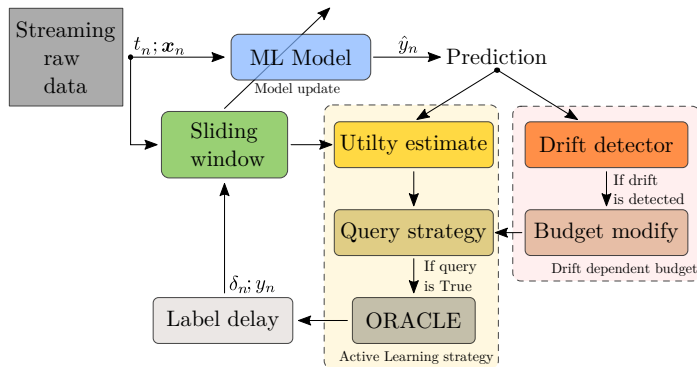 Streaming
raw
data
t_n; x_n
ML Model
ŷ_n
Prediction
Model update
Sliding
window
Utilty estimate
Drift detector
If drift
is detected
Query strategy
Budget modify
If query
is True
Drift dependent budget
δ_n; y_n
Label delay
ORACLE
Active Learning strategy